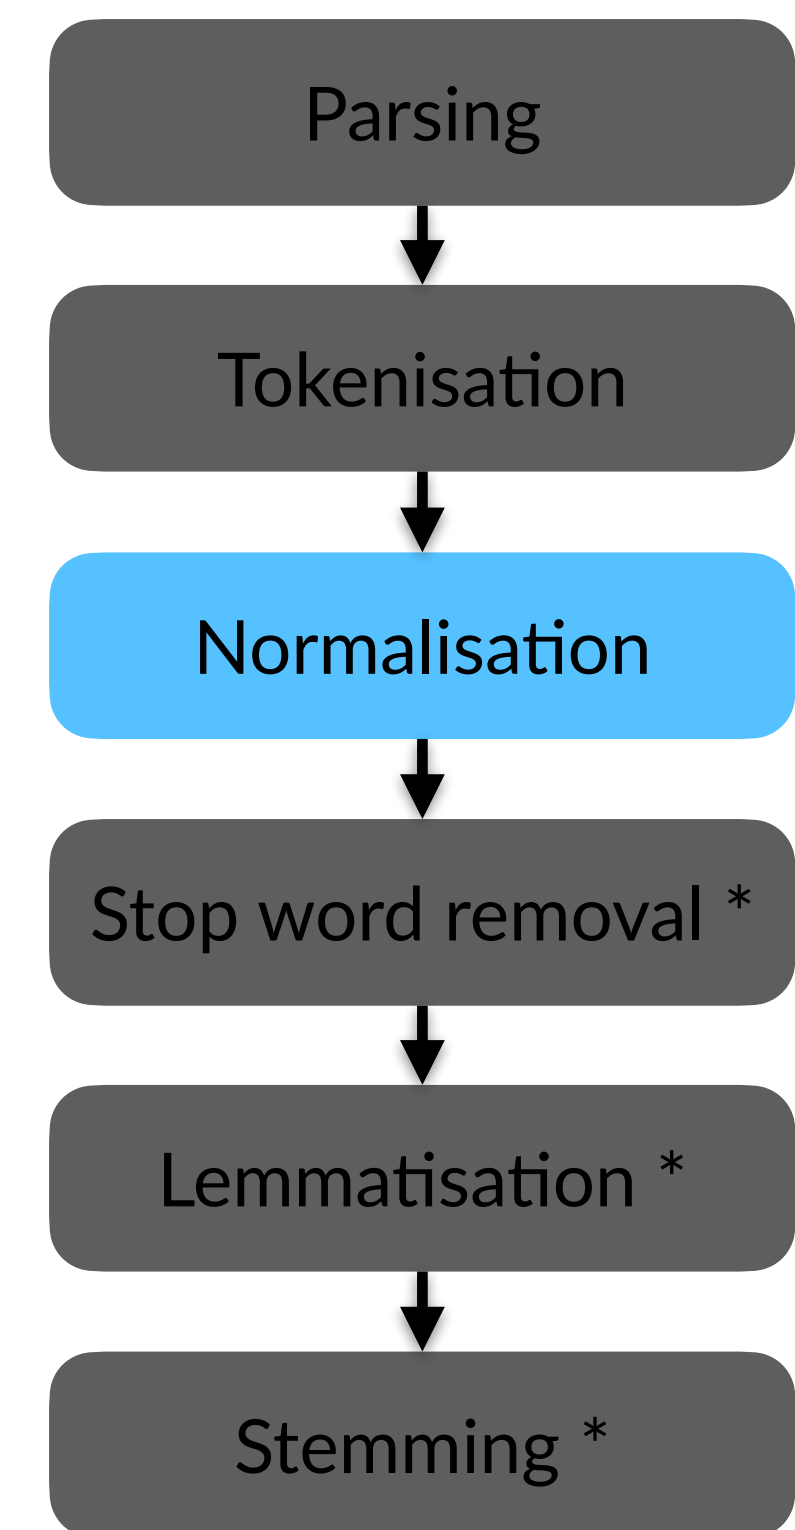 Parsing
Tokenisation
Normalisation
Stop word removal *
Lemmatisation *
Stemming *